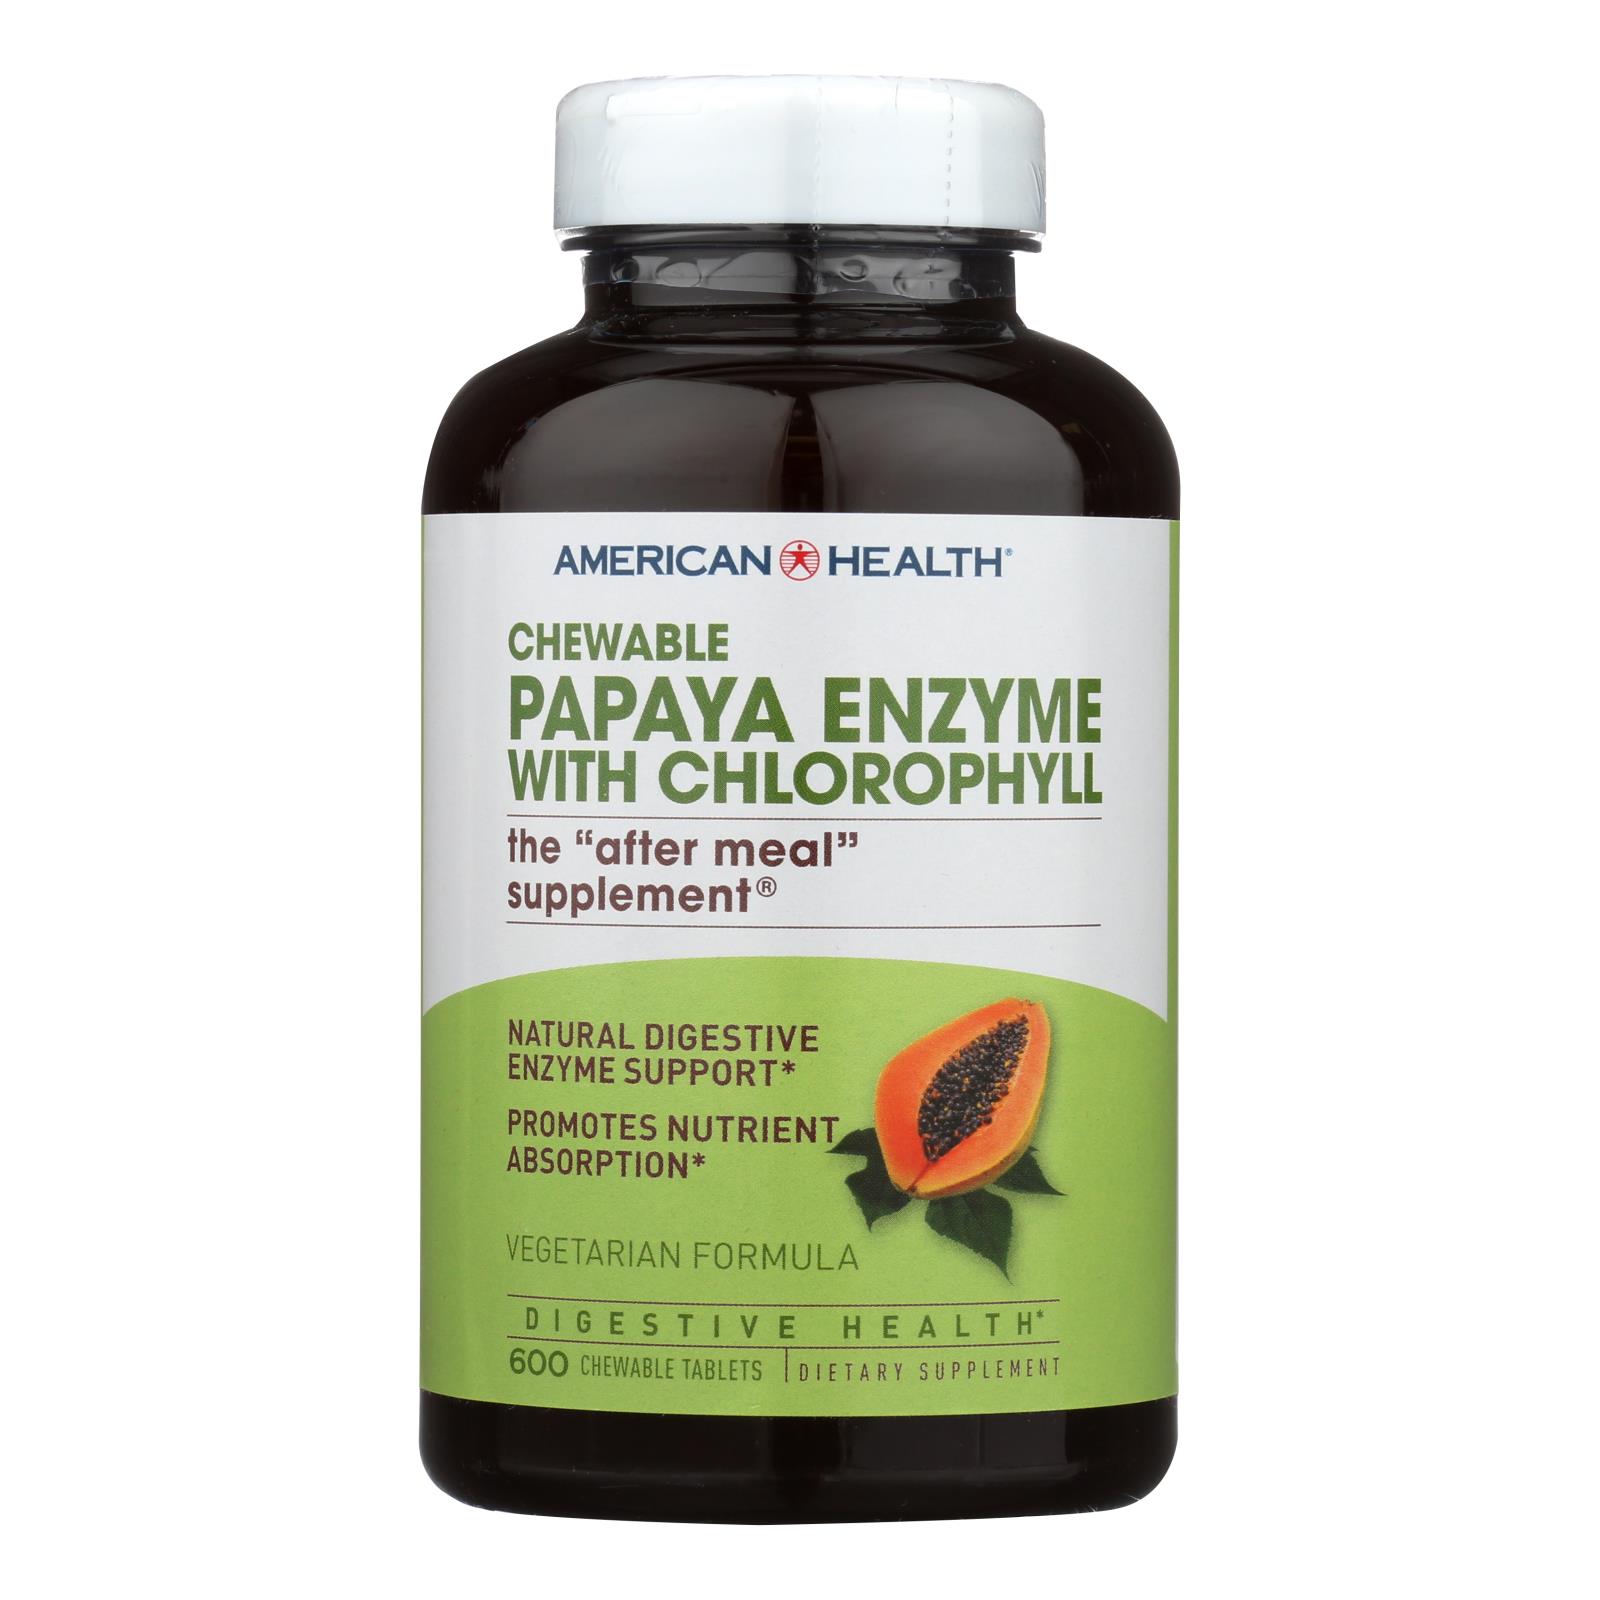 AMERICAN HEALTH®
CHEWABLE
PAPAYA ENZYME
WITH CHLOROPHYLL
the “after meal”
supplement®
NATURAL DIGESTIVE
ENZYME SUPPORT*
PROMOTES NUTRIENT
ABSORPTION*
VEGETARIAN FORMULA
DIGESTIVE HEALTH*
600 CHEWABLE TABLETS | DIETARY SUPPLEMENT